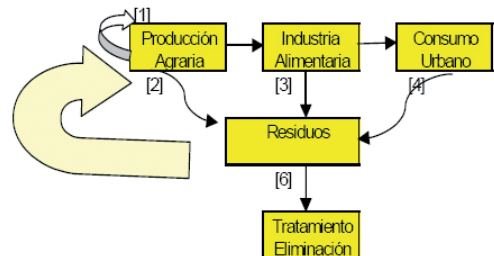 [1]
Producción
Agraria
Industria
Alimentaria
Consumo
Urbano
[2]
[3]
[4]
Residuos
[6]
Tratamiento
Eliminación